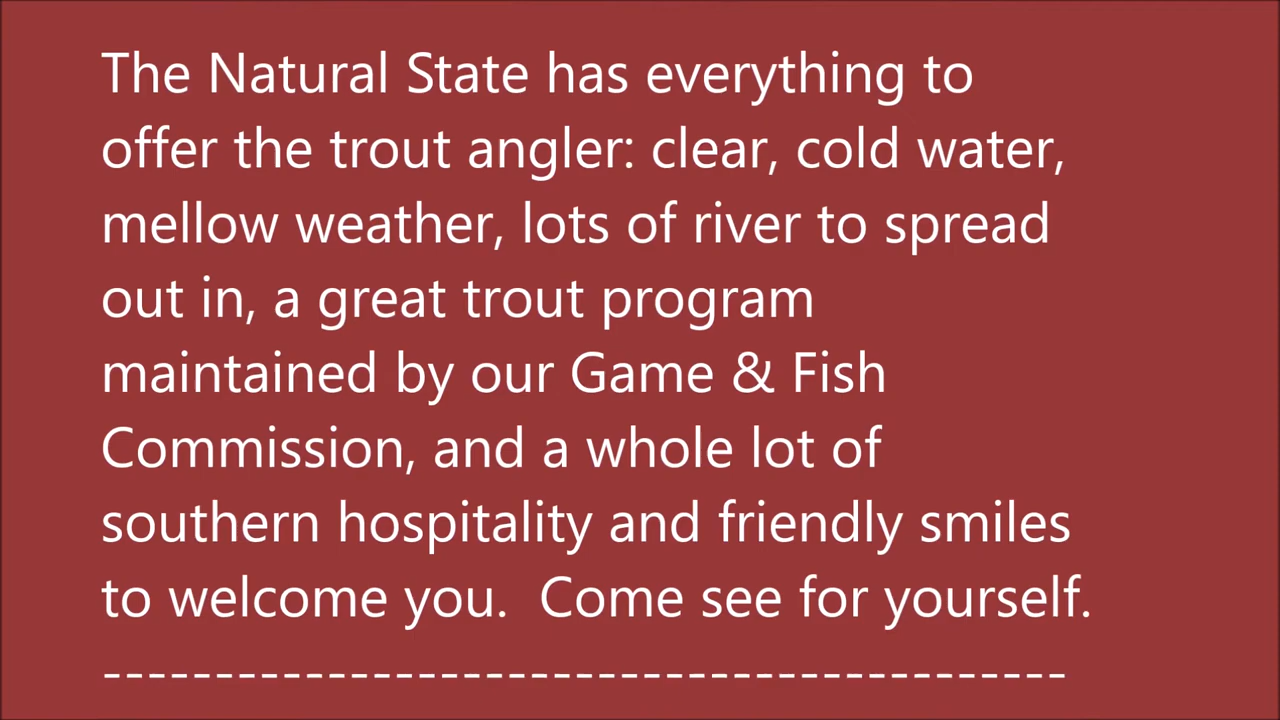 The Natural State has everything to
offer the trout angler: clear, cold water,
mellow weather, lots of river to spread
out in, a great trout program
maintained by our Game & Fish
Commission, and a whole lot of
southern hospitality and friendly smiles
to welcome you.  Come see for yourself.
-------------------------------------------